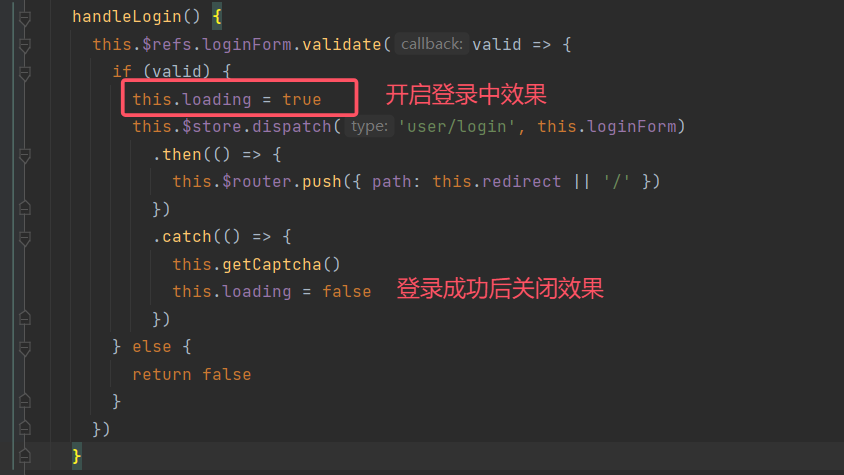 handleLogin() {
this.$refs.loginForm.validate( callback: valid => {
if (valid) {
this.loading = true 开启登录中效果
this.$store.dispatch( type: 'user/login', this.loginForm)
.then(() => {
this.$router.push({ path: this.redirect || '/' })
})
.catch(() => {
this.getCaptcha()
this.loading = false 登录成功后关闭效果
})
} else {
return false
}
})
}